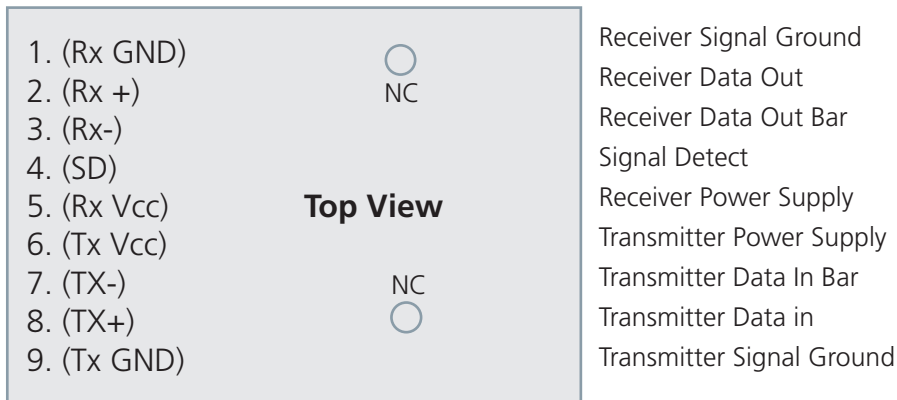 1. (Rx GND)
2. (Rx +)
NC
3. (Rx-)
4. (SD)
5. (Rx Vcc)
Top View
6. (Tx Vcc)
7. (TX-)
NC
8. (TX+)
9. (Tx GND)
Receiver Signal Ground
Receiver Data Out
Receiver Data Out Bar
Signal Detect
Receiver Power Supply
Transmitter Power Supply
Transmitter Data In Bar
Transmitter Data in
Transmitter Signal Ground